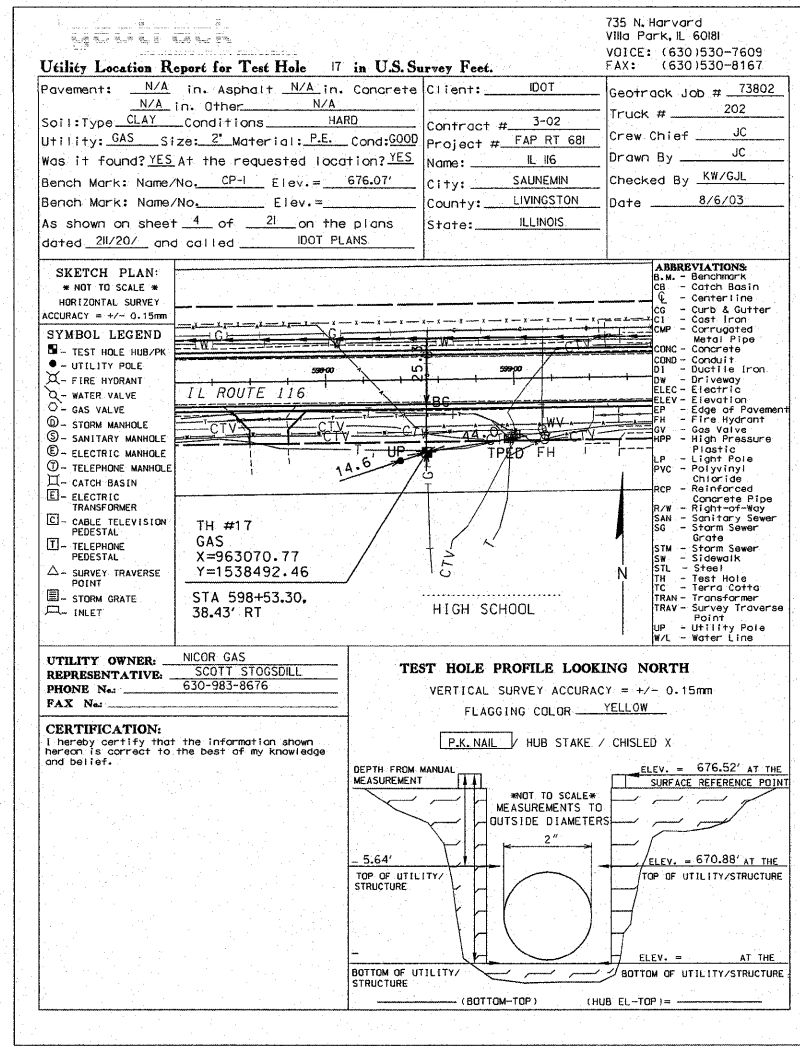 geotrack
735 N. Harvard
Villa Park, IL 60181
VOICE: (630)530-7609
FAX: (630)530-8167
Utility Location Report for Test Hole 17 in U.S. Survey Feet.
Pavement: N/A in. Asphalt N/A in. Concrete
N/A in. Other N/A
Soil:Type CLAY Conditions HARD
Utility: GAS Size: 2" Material: P.E. Cond:GOOD
Was it found? YES At the requested location? YES
Bench Mark: Name/No. CP-1 Elev.= 676.07'
Bench Mark: Name/No. Elev.=
As shown on sheet 4 of 21 on the plans
dated 211/20/ and called IDOT PLANS
Client: IDOT
Contract # 3-02
Project # FAP RT 681
Name: IL 116
City: SAUNEMIN
County: LIVINGSTON
State: ILLINOIS
Geotrack Job # 73802
Truck # 202
Crew Chief JC
Drawn By JC
Checked By KW/GJL
Date 8/6/03
SKETCH PLAN:
* NOT TO SCALE *
HORIZONTAL SURVEY
ACCURACY = +/- 0.15mm
SYMBOL LEGEND
- TEST HOLE HUB/PK
- UTILITY POLE
- FIRE HYDRANT
- WATER VALVE
- GAS VALVE
D - STORM MANHOLE
S - SANITARY MANHOLE
E - ELECTRIC MANHOLE
T - TELEPHONE MANHOLE
- CATCH BASIN
E - ELECTRIC
TRANSFORMER
C - CABLE TELEVISION
PEDESTAL
T - TELEPHONE
PEDESTAL
- SURVEY TRAVERSE
POINT
- STORM GRATE
- INLET
598+00
599+00
IL ROUTE 116
BC
CTV
CTV
CTV
CTV
CTV
WV
44.0'
UP
TPED
FH
14.6'
G
CTV
T
N
TH #17
GAS
X=963070.77
Y=1538492.46
STA 598+53.30,
38.43' RT
HIGH SCHOOL
ABBREVIATIONS:
B.M. - Benchmark
CB - Catch Basin
CL - Centerline
CG - Curb & Gutter
CI - Cast Iron
CMP - Corrugated
Metal Pipe
CONC - Concrete
COND - Conduit
DI - Ductile Iron
DW - Driveway
ELEC - Electric
ELEV - Elevation
EP - Edge of Pavement
FH - Fire Hydrant
GV - Gas Valve
HPP - High Pressure
Plastic
LP - Light Pole
PVC - Polyvinyl
Chloride
RCP - Reinforced
Concrete Pipe
R/W - Right-of-Way
SAN - Sanitary Sewer
SG - Storm Sewer
Grate
STM - Storm Sewer
SW - Sidewalk
STL - Steel
TH - Test Hole
TC - Terra Cotta
TRAN - Transformer
TRAV - Survey Traverse
Point
UP - Utility Pole
W/L - Water Line
UTILITY OWNER: NICOR GAS
REPRESENTATIVE: SCOTT STOGSDILL
PHONE No.: 630-983-8676
FAX No.:
CERTIFICATION:
I hereby certify that the information shown
hereon is correct to the best of my knowledge
and belief.
TEST HOLE PROFILE LOOKING NORTH
VERTICAL SURVEY ACCURACY = +/- 0.15mm
FLAGGING COLOR YELLOW
P.K. NAIL / HUB STAKE / CHISLED X
DEPTH FROM MANUAL
MEASUREMENT
ELEV. = 676.52' AT THE
SURFACE REFERENCE POINT
*NOT TO SCALE*
MEASUREMENTS TO
OUTSIDE DIAMETERS
2"
- 5.64'
TOP OF UTILITY/
STRUCTURE
ELEV. = 670.88' AT THE
TOP OF UTILITY/STRUCTURE
-
BOTTOM OF UTILITY/
STRUCTURE
ELEV. = AT THE
BOTTOM OF UTILITY/STRUCTURE
(BOTTOM-TOP)
(HUB EL-TOP)=